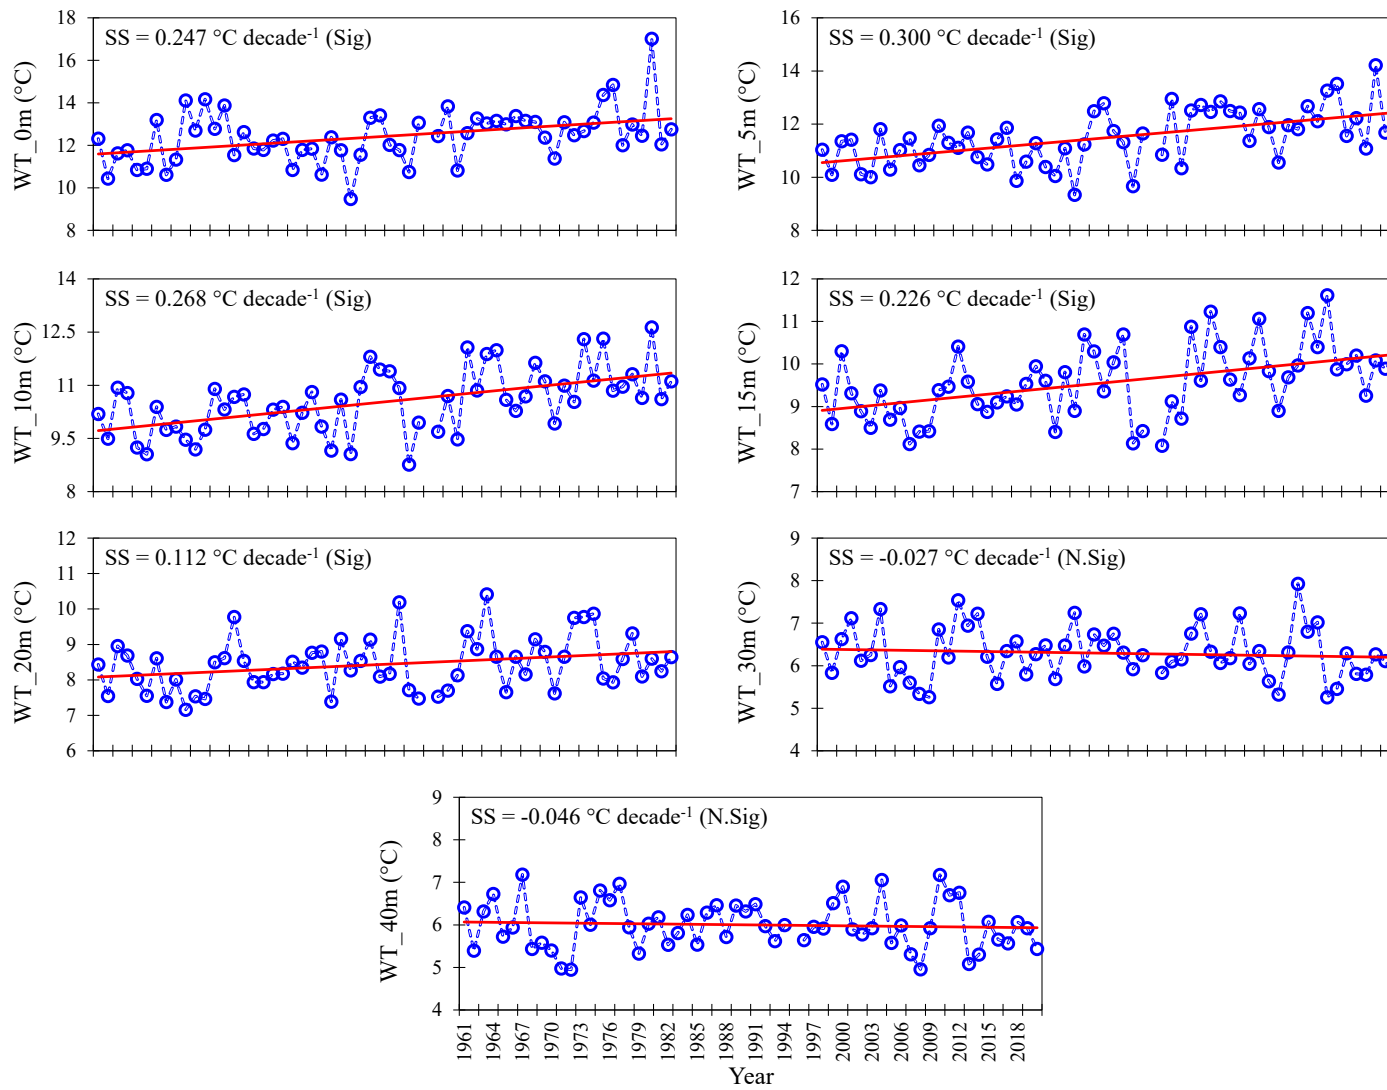 SS = 0.247 °C decade⁻¹ (Sig)
WT_0m (°C)
18
16
14
12
10
8
SS = 0.300 °C decade⁻¹ (Sig)
WT_5m (°C)
16
14
12
10
8
6
SS = 0.268 °C decade⁻¹ (Sig)
WT_10m (°C)
14
12.5
11
9.5
8
SS = 0.226 °C decade⁻¹ (Sig)
WT_15m (°C)
12
11
10
9
8
7
SS = 0.112 °C decade⁻¹ (Sig)
WT_20m (°C)
12
11
10
9
8
7
6
SS = -0.027 °C decade⁻¹ (N.Sig)
WT_30m (°C)
9
8
7
6
5
4
SS = -0.046 °C decade⁻¹ (N.Sig)
WT_40m (°C)
9
8
7
6
5
4
1961 1964 1967 1970 1973 1976 1979 1982 1985 1988 1991 1994 1997 2000 2003 2006 2009 2012 2015 2018
Year